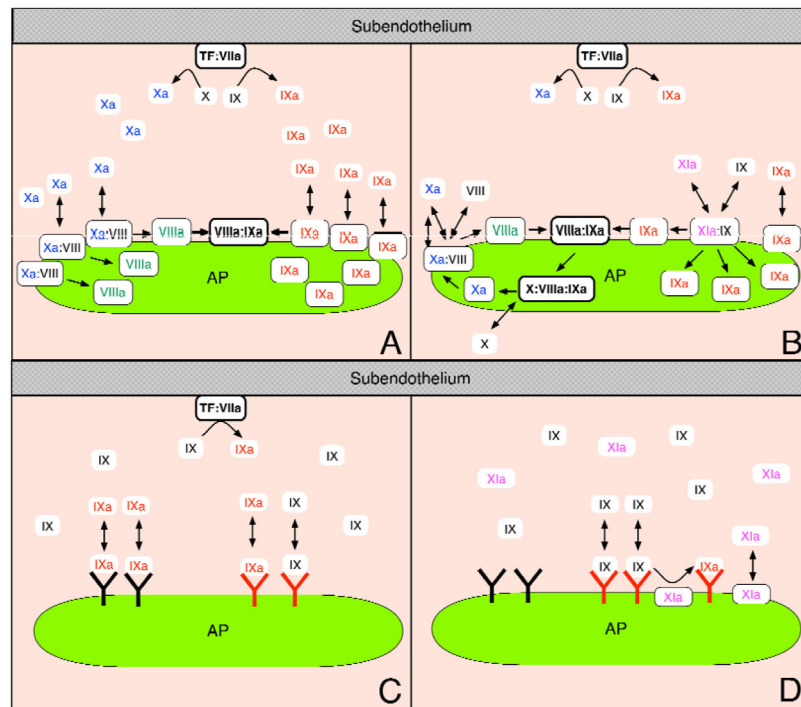 Subendothelium
TF:VIIa TF:VIIa
Xa X IX IXa Xa X IX IXa
Xa
Xa IXa IXa
Xa IXa XIa IX IXa
Xa Xa IXa IXa Xa VIII
Xa:VIII VIIIa VIIIa:IXa IXa IXa VIIIa VIIIa:IXa IXa XIa:IX IXa
Xa:VIII VIIIa IXa Xa:VIII
Xa:VIII AP IXa IXa AP IXa
VIIIa IXa Xa X:VIIIa:IXa IXa IXa
A X B
Subendothelium
TF:VIIa
IX IXa IX XIa IX
IX IX XIa IX XIa
IXa IXa IXa IX IX IX
IX IX IX XIa
IXa IXa IXa IX IX IX IXa
XIa XIa
AP AP
C D